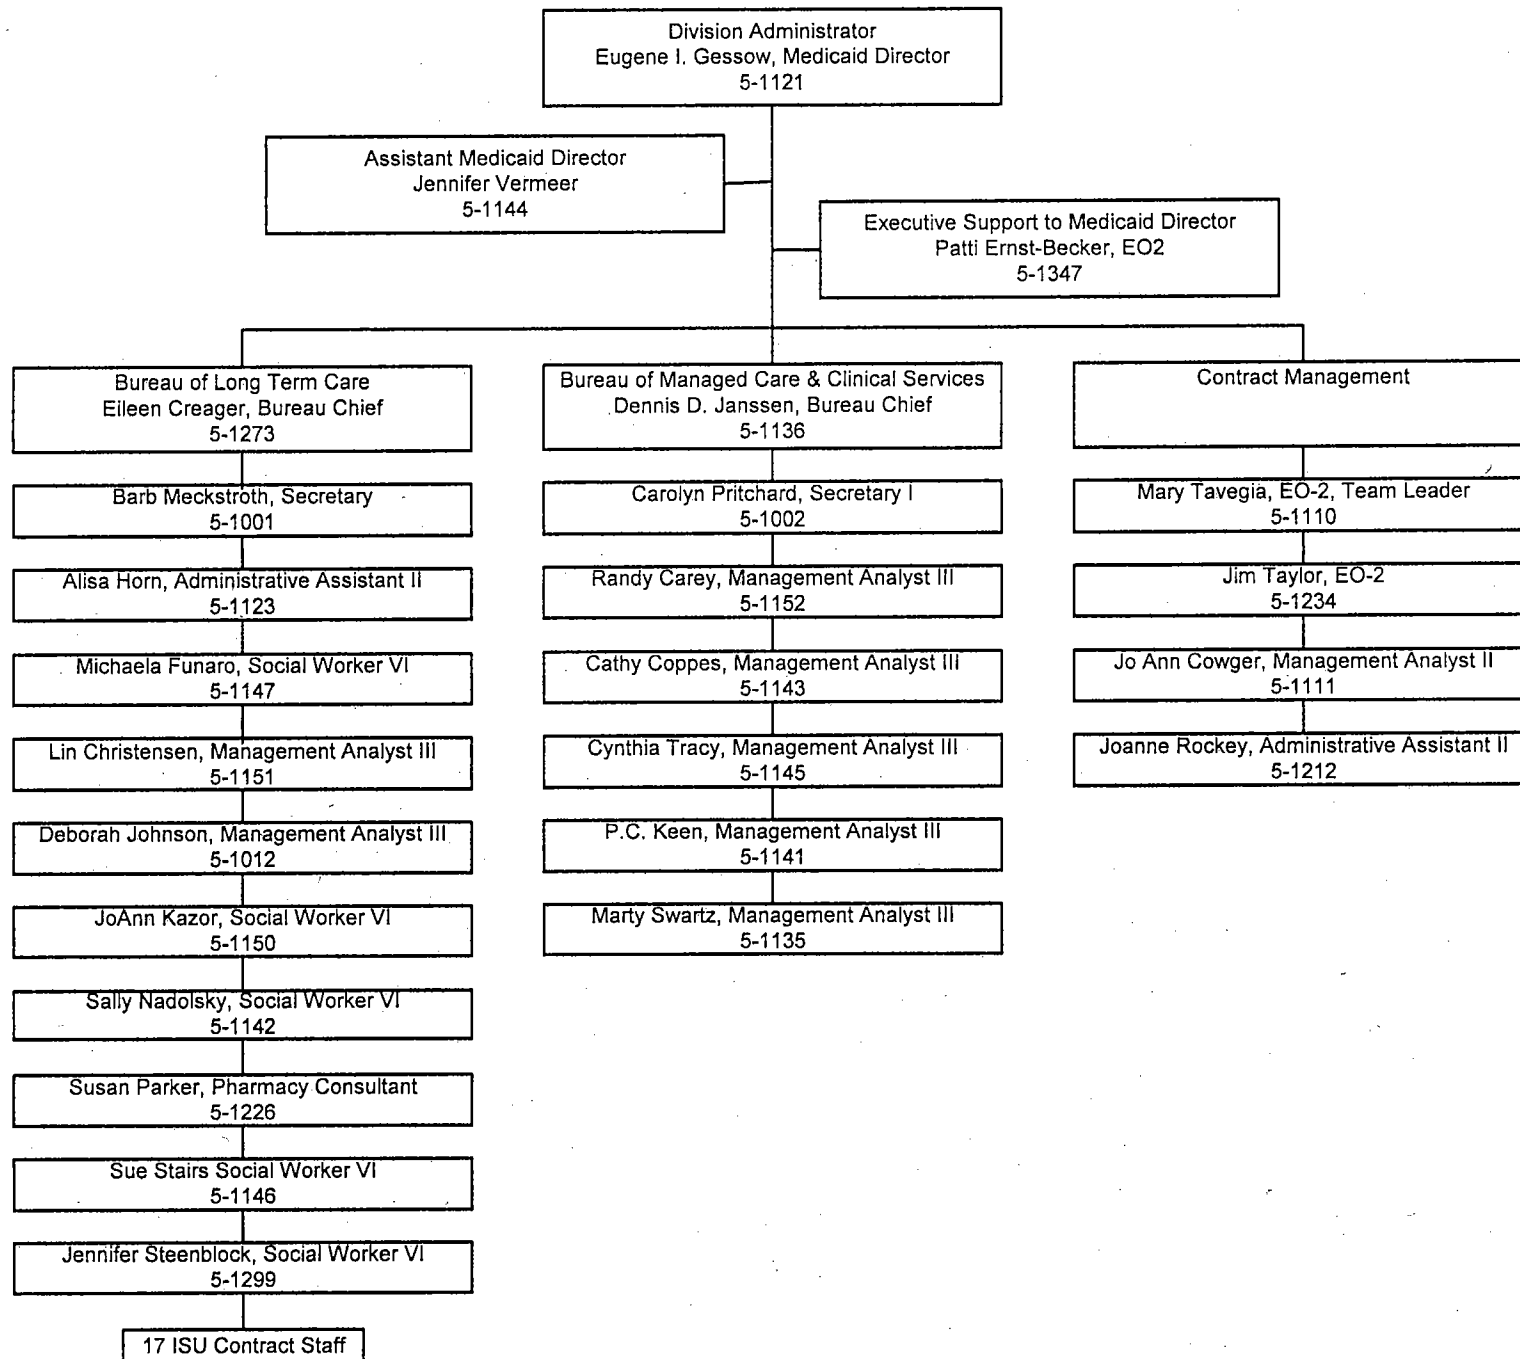 Division Administrator
Eugene I. Gessow, Medicaid Director
5-1121
Assistant Medicaid Director
Jennifer Vermeer
5-1144
Executive Support to Medicaid Director
Patti Ernst-Becker, EO2
5-1347
Bureau of Long Term Care
Eileen Creager, Bureau Chief
5-1273
Barb Meckstroth, Secretary
5-1001
Alisa Horn, Administrative Assistant II
5-1123
Michaela Funaro, Social Worker VI
5-1147
Lin Christensen, Management Analyst III
5-1151
Deborah Johnson, Management Analyst III
5-1012
JoAnn Kazor, Social Worker VI
5-1150
Sally Nadolsky, Social Worker VI
5-1142
Susan Parker, Pharmacy Consultant
5-1226
Sue Stairs Social Worker VI
5-1146
Jennifer Steenblock, Social Worker VI
5-1299
17 ISU Contract Staff
Bureau of Managed Care & Clinical Services
Dennis D. Janssen, Bureau Chief
5-1136
Carolyn Pritchard, Secretary I
5-1002
Randy Carey, Management Analyst III
5-1152
Cathy Coppes, Management Analyst III
5-1143
Cynthia Tracy, Management Analyst III
5-1145
P.C. Keen, Management Analyst III
5-1141
Marty Swartz, Management Analyst III
5-1135
Contract Management
Mary Tavegia, EO-2, Team Leader
5-1110
Jim Taylor, EO-2
5-1234
Jo Ann Cowger, Management Analyst II
5-1111
Joanne Rockey, Administrative Assistant II
5-1212